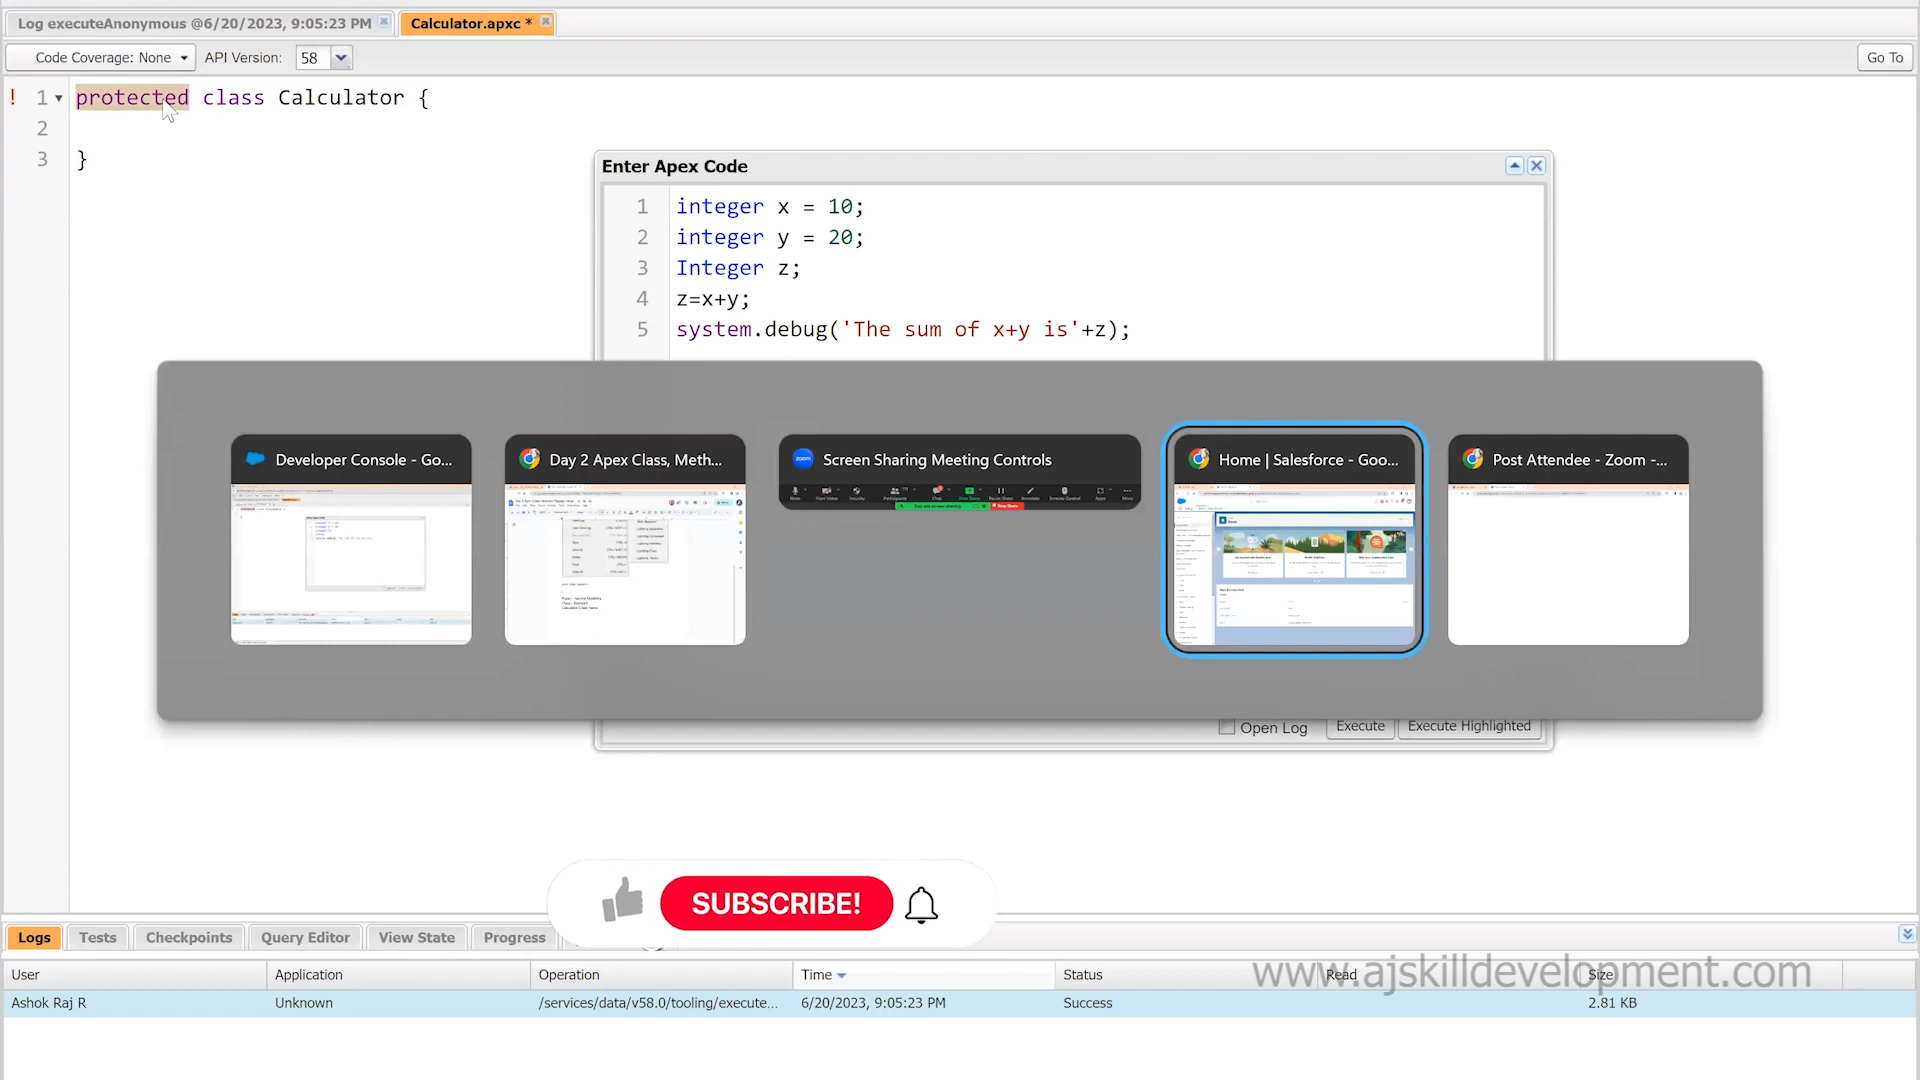 Log executeAnonymous @6/20/2023, 9:05:23 PM
Calculator.apxc *
Code Coverage: None
API Version: 58
Go To
! 1 protected class Calculator {
2
3 }
Enter Apex Code
1 integer x = 10;
2 integer y = 20;
3 Integer z;
4 z=x+y;
5 system.debug('The sum of x+y is'+z);
Developer Console - Go...
Day 2 Apex Class, Meth...
zoom Screen Sharing Meeting Controls
Home | Salesforce - Goo...
Post Attendee - Zoom -...
Open Log
Execute
Execute Highlighted
SUBSCRIBE!
Logs Tests Checkpoints Query Editor View State Progress
User Application Operation Time Status Read Size
www.ajskilldevelopment.com
Ashok Raj R Unknown /services/data/v58.0/tooling/execute... 6/20/2023, 9:05:23 PM Success 2.81 KB